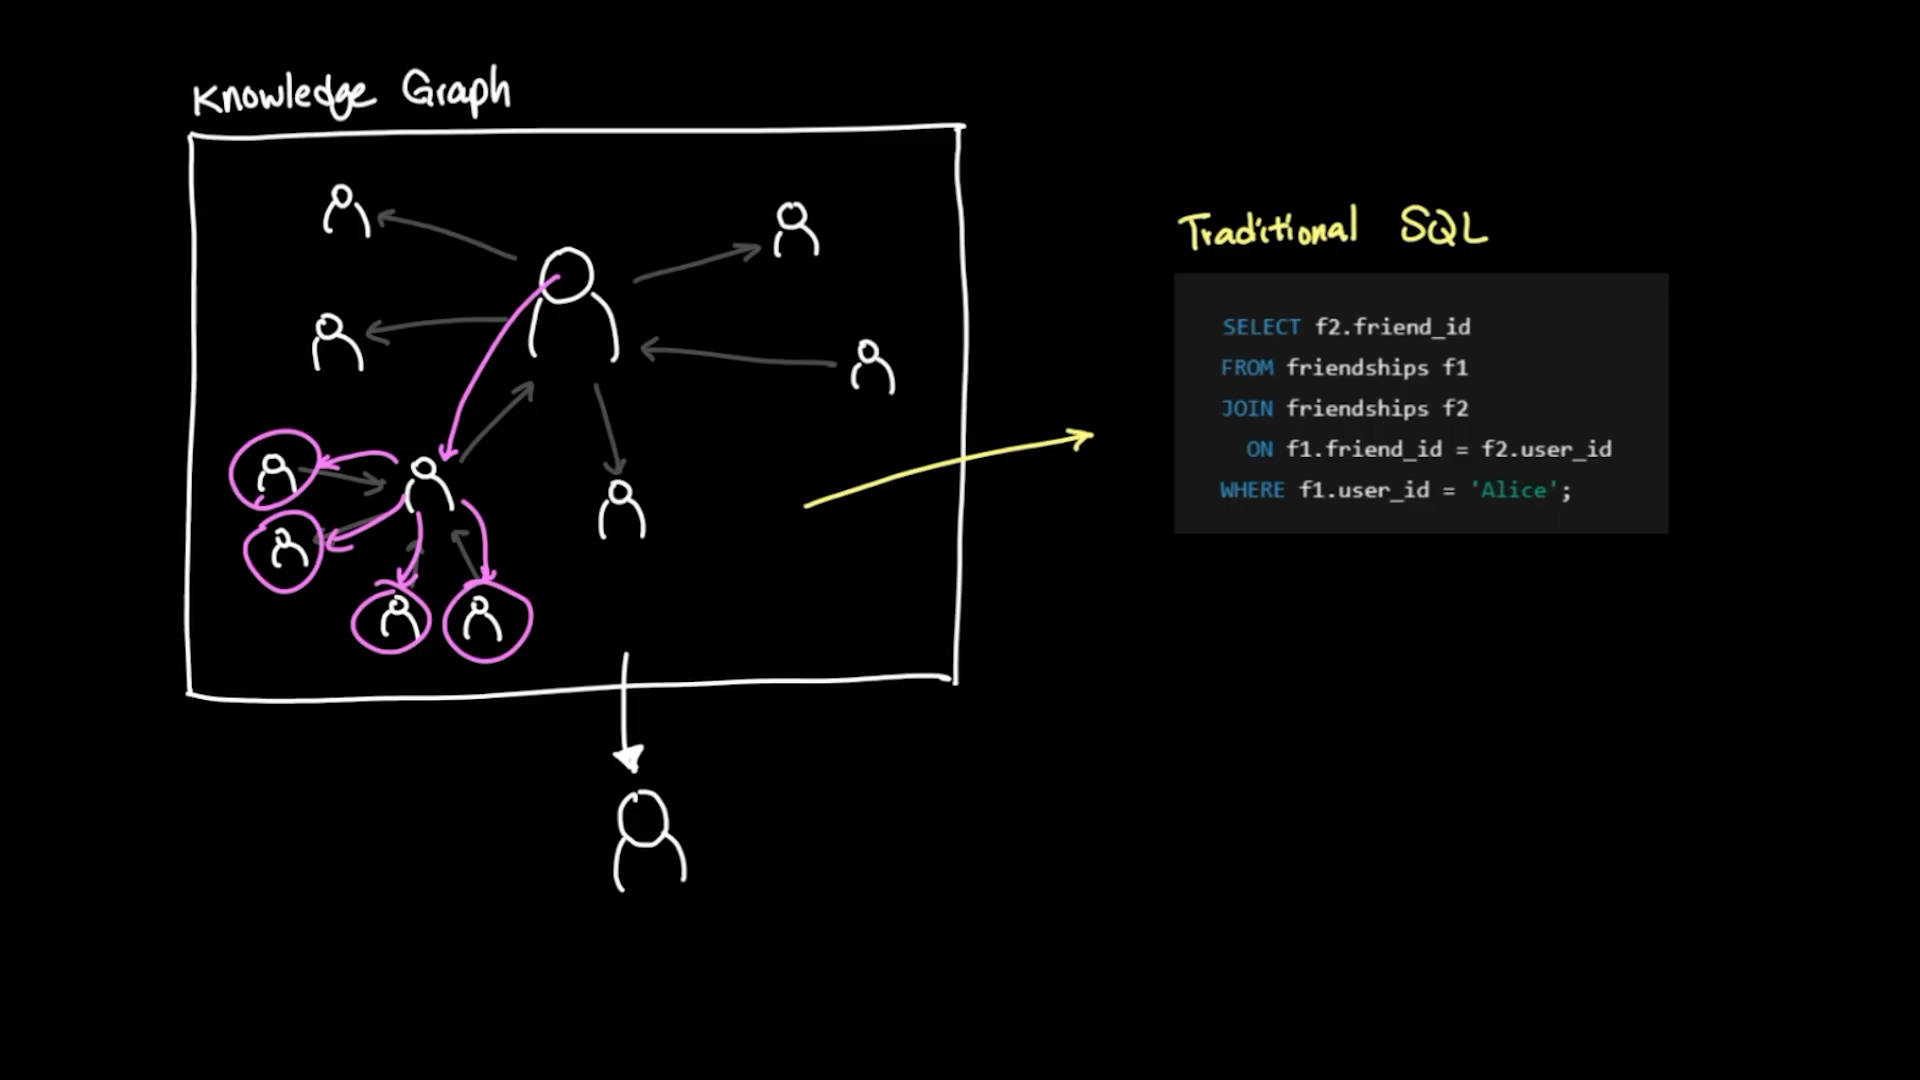 Knowledge Graph
Traditional SQL
SELECT f2.friend_id
FROM friendships f1
JOIN friendships f2
ON f1.friend_id = f2.user_id
WHERE f1.user_id = 'Alice';